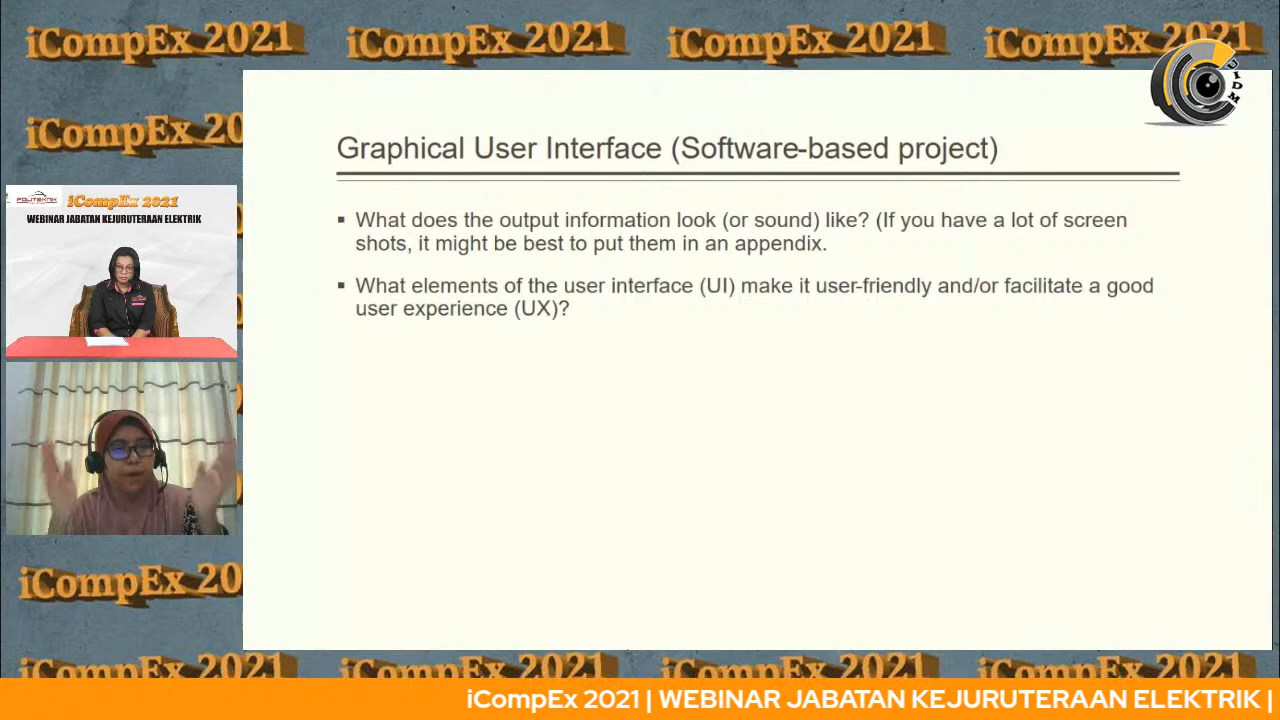 iCompEx 2021 iCompEx 2021 iCompEx 2021 iCompEx 2021
iCompEx 20
UIDM
Graphical User Interface (Software-based project)
▪ What does the output information look (or sound) like? (If you have a lot of screen
shots, it might be best to put them in an appendix.
▪ What elements of the user interface (UI) make it user-friendly and/or facilitate a good
user experience (UX)?
POLITEKNIK
iCompEx 2021
WEBINAR JABATAN KEJURUTERAAN ELEKTRIK
iCompEx 20
iCompEx 2021 iCompEx 2021 iCompEx 2021 iCompEx 2021
iCompEx 2021 | WEBINAR JABATAN KEJURUTERAAN ELEKTRIK |